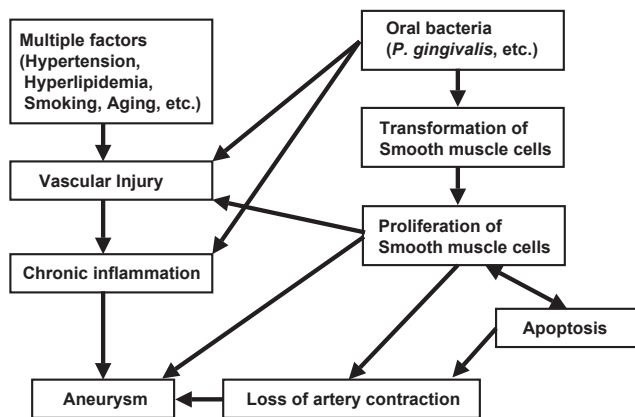 Multiple factors
(Hypertension,
Hyperlipidemia,
Smoking, Aging, etc.)
Oral bacteria
(P. gingivalis, etc.)
Transformation of
Smooth muscle cells
Vascular Injury
Proliferation of
Smooth muscle cells
Chronic inflammation
Apoptosis
Aneurysm
Loss of artery contraction